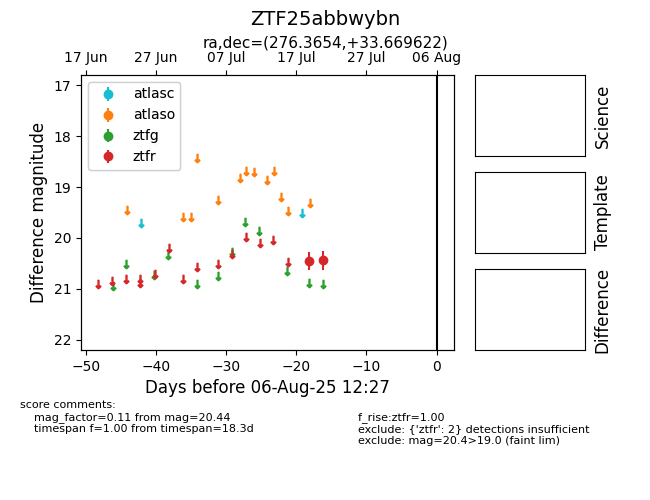 ZTF25abbwybn
ra,dec=(276.3654,+33.669622)
17 Jun 27 Jun 07 Jul 17 Jul 27 Jul 06 Aug
atlasc
atlaso
ztfg
ztfr
17
18
19
20
21
22
Difference magnitude
−50 −40 −30 −20 −10 0
Days before 06-Aug-25 12:27
Science
Template
Difference
score comments:
mag_factor=0.11 from mag=20.44
timespan f=1.00 from timespan=18.3d
f_rise:ztfr=1.00
exclude: {'ztfr': 2} detections insufficient
exclude: mag=20.4>19.0 (faint lim)